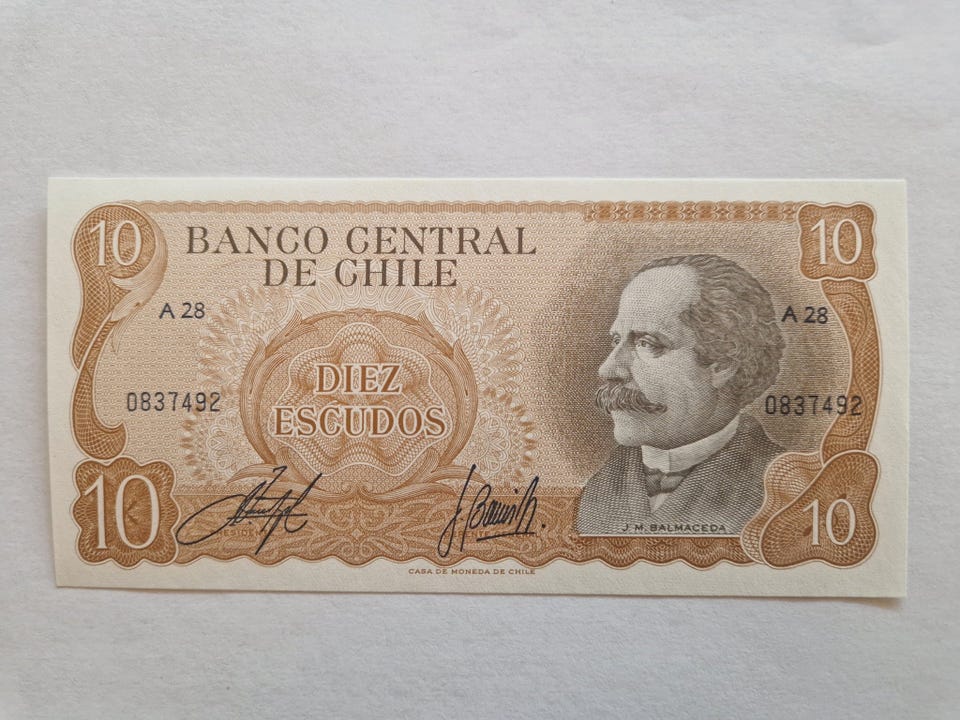 10
10
BANCO CENTRAL
DE CHILE
A 28
A 28
DIEZ
ESCUDOS
0837492
0837492
10
10
J. M. BALMACEDA
CASA DE MONEDA DE CHILE